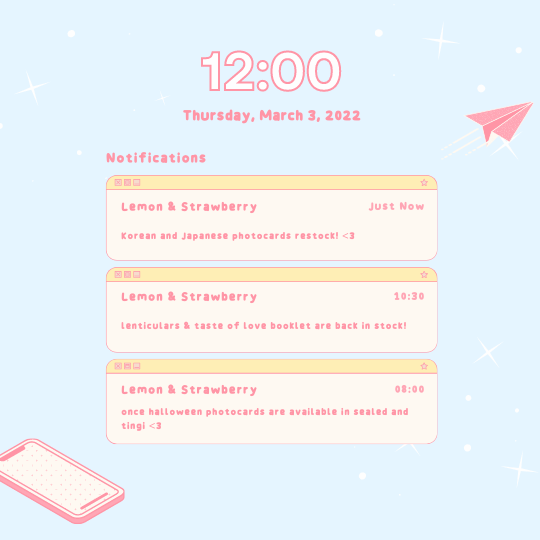 12:00
Thursday, March 3, 2022
Notifications
Lemon & Strawberry
Just Now
Korean and Japanese photocards restock! <3
Lemon & Strawberry
10:30
lenticulars & taste of love booklet are back in stock!
Lemon & Strawberry
08:00
once halloween photocards are available in sealed and
tingi <3